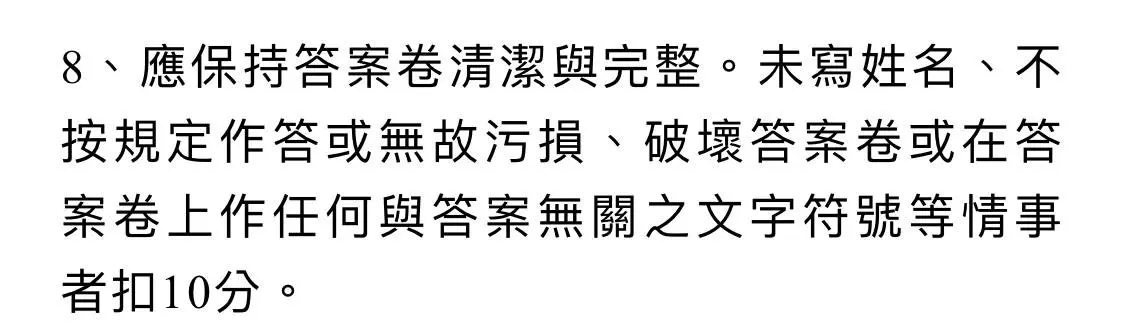 8、應保持答案卷清潔與完整。未寫姓名、不
按規定作答或無故污損、破壞答案卷或在答
案卷上作任何與答案無關之文字符號等情事
者扣10分。